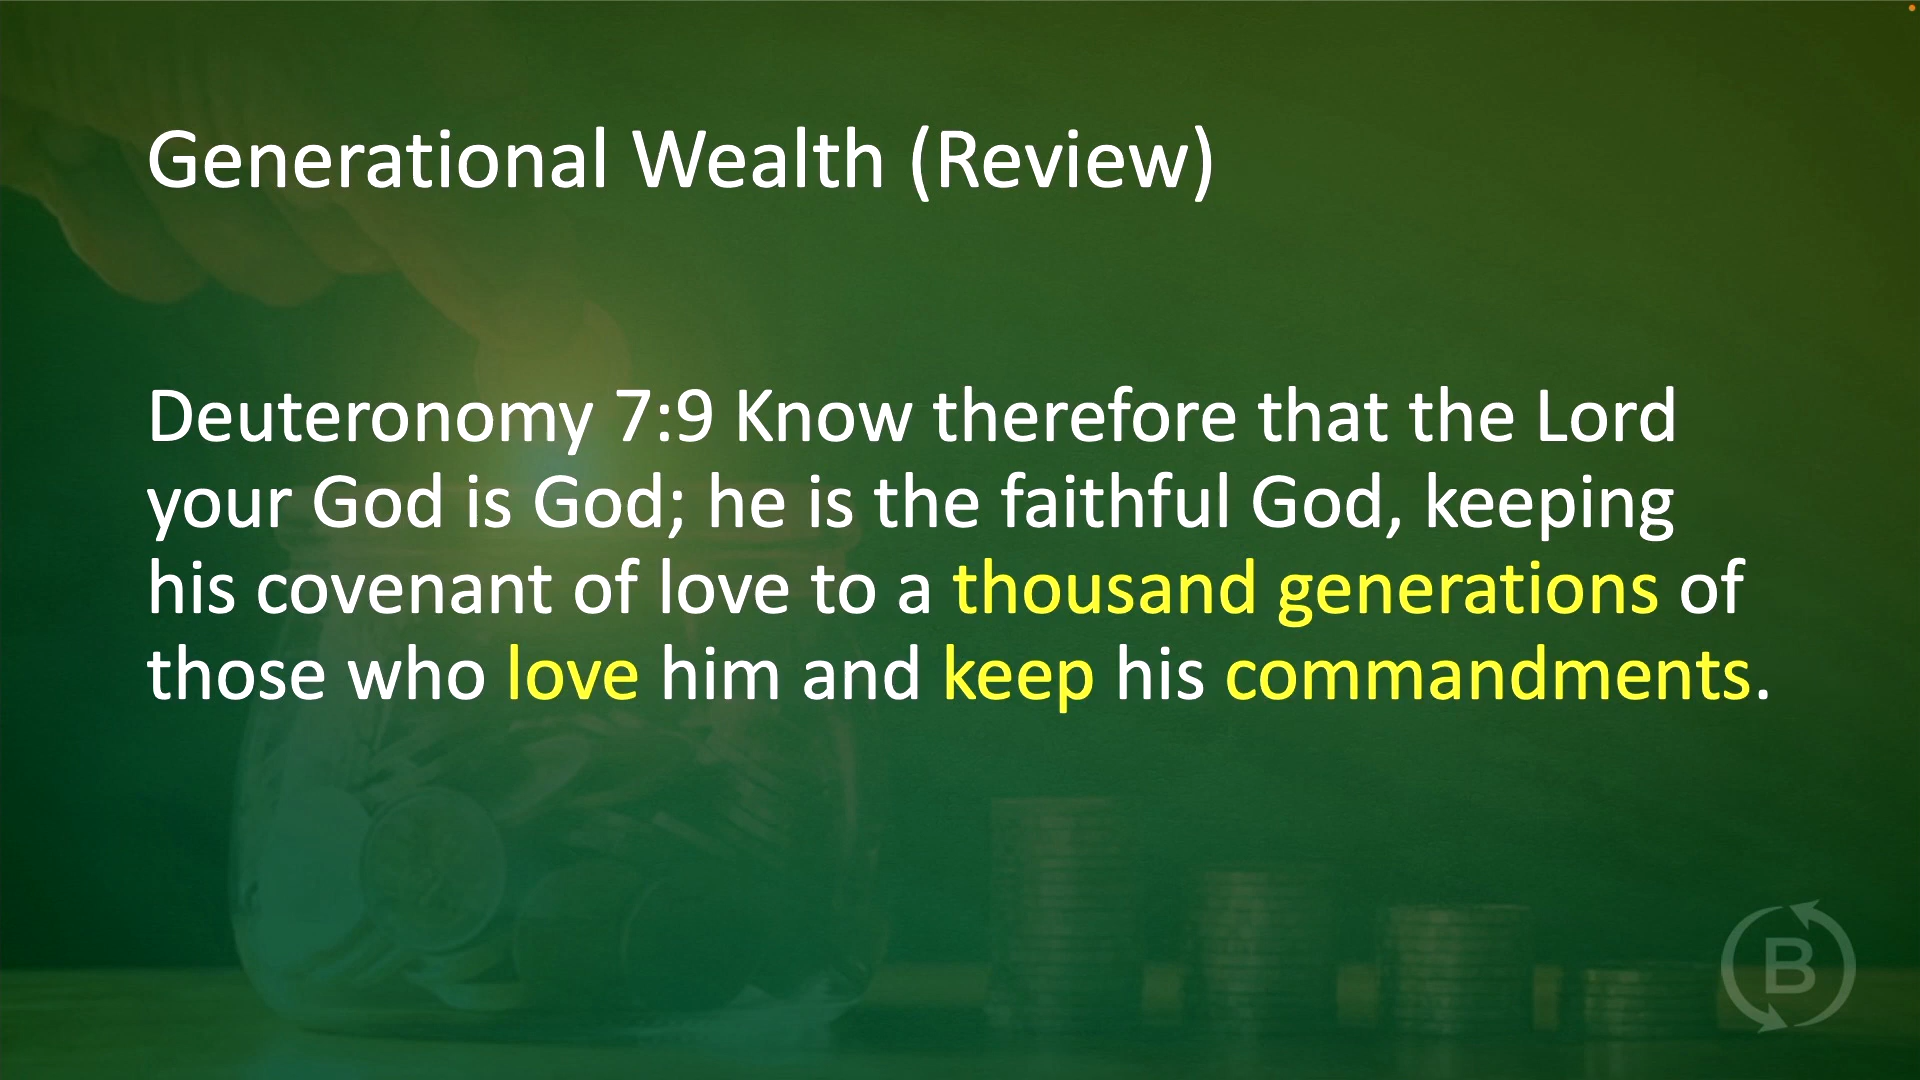 Generational Wealth (Review)
Deuteronomy 7:9 Know therefore that the Lord
your God is God; he is the faithful God, keeping
his covenant of love to a thousand generations of
those who love him and keep his commandments.
B